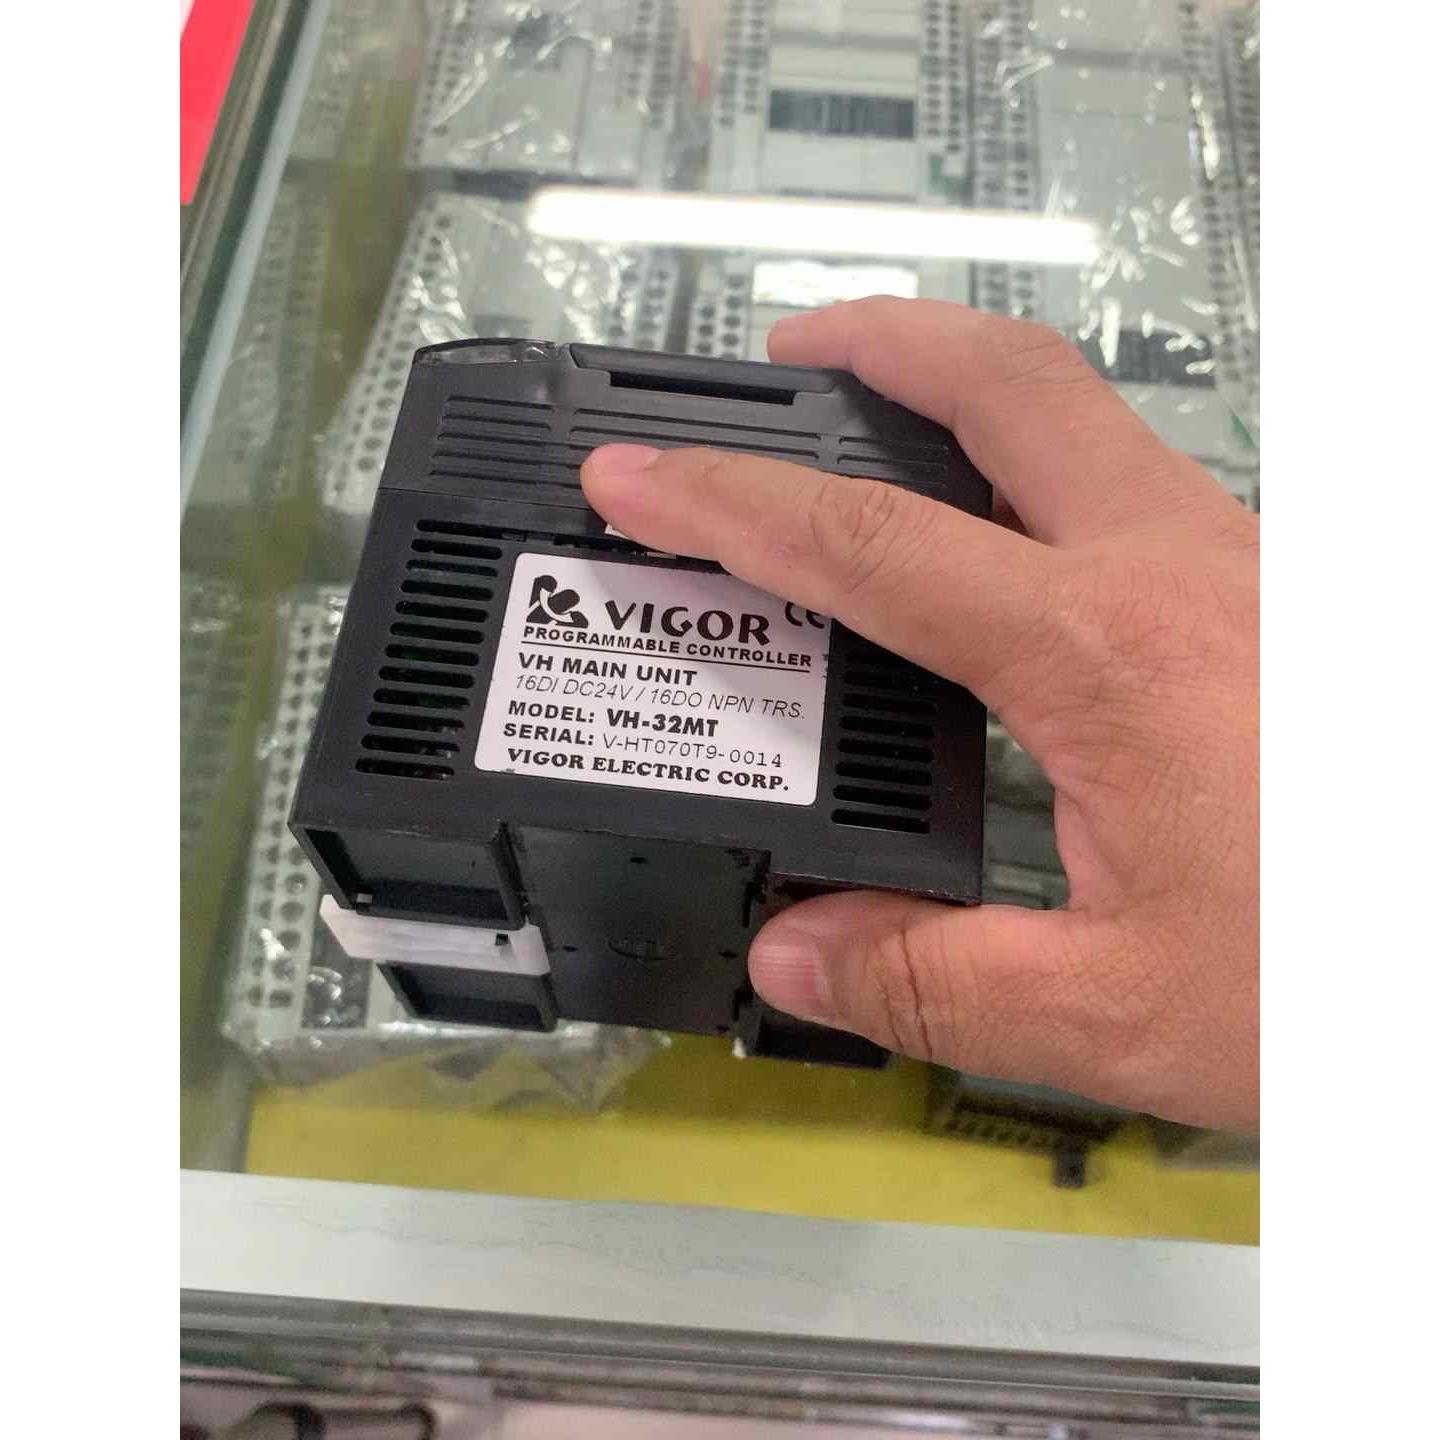 VIGOR CE
PROGRAMMABLE CONTROLLER
VH MAIN UNIT
16DI DC24V / 16DO NPN TRS.
MODEL: VH-32MT
SERIAL: V-HT070T9-0014
VIGOR ELECTRIC CORP.